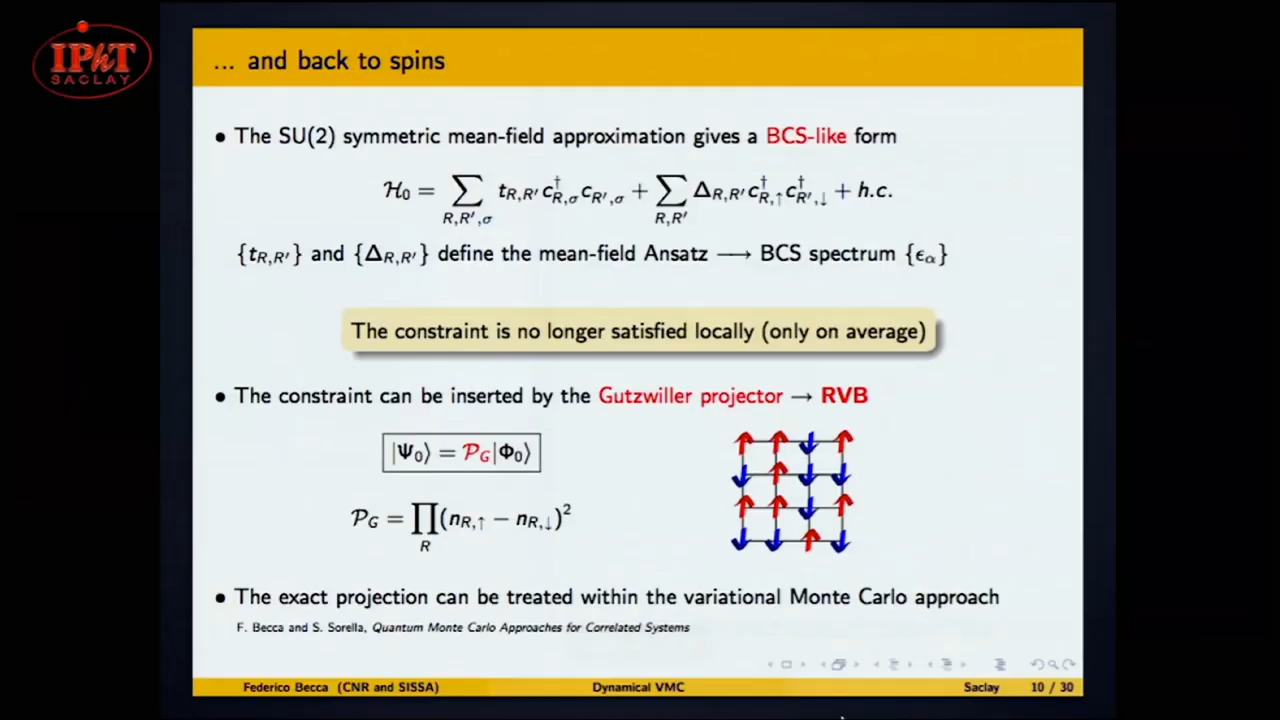 IPhT
SACLAY
... and back to spins
• The SU(2) symmetric mean-field approximation gives a BCS-like form
ℋ₀ = ∑_{R,R′,σ} t_{R,R′} c†_{R,σ} c_{R′,σ} + ∑_{R,R′} Δ_{R,R′} c†_{R,↑} c†_{R′,↓} + h.c.
{t_{R,R′}} and {Δ_{R,R′}} define the mean-field Ansatz ⟶ BCS spectrum {ϵ_α}
The constraint is no longer satisfied locally (only on average)
• The constraint can be inserted by the Gutzwiller projector → RVB
|Ψ₀⟩ = 𝒫_G|Φ₀⟩
𝒫_G = ∏_R (n_{R,↑} − n_{R,↓})²
• The exact projection can be treated within the variational Monte Carlo approach
F. Becca and S. Sorella, Quantum Monte Carlo Approaches for Correlated Systems
Federico Becca (CNR and SISSA) Dynamical VMC Saclay 10 / 30